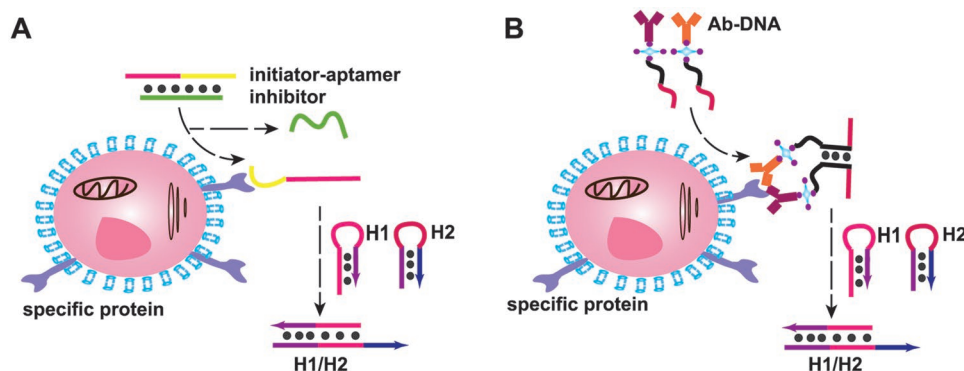 A
initiator-aptamer
inhibitor
H1
H2
specific protein
H1/H2
B
Ab-DNA
H1
H2
specific protein
H1/H2